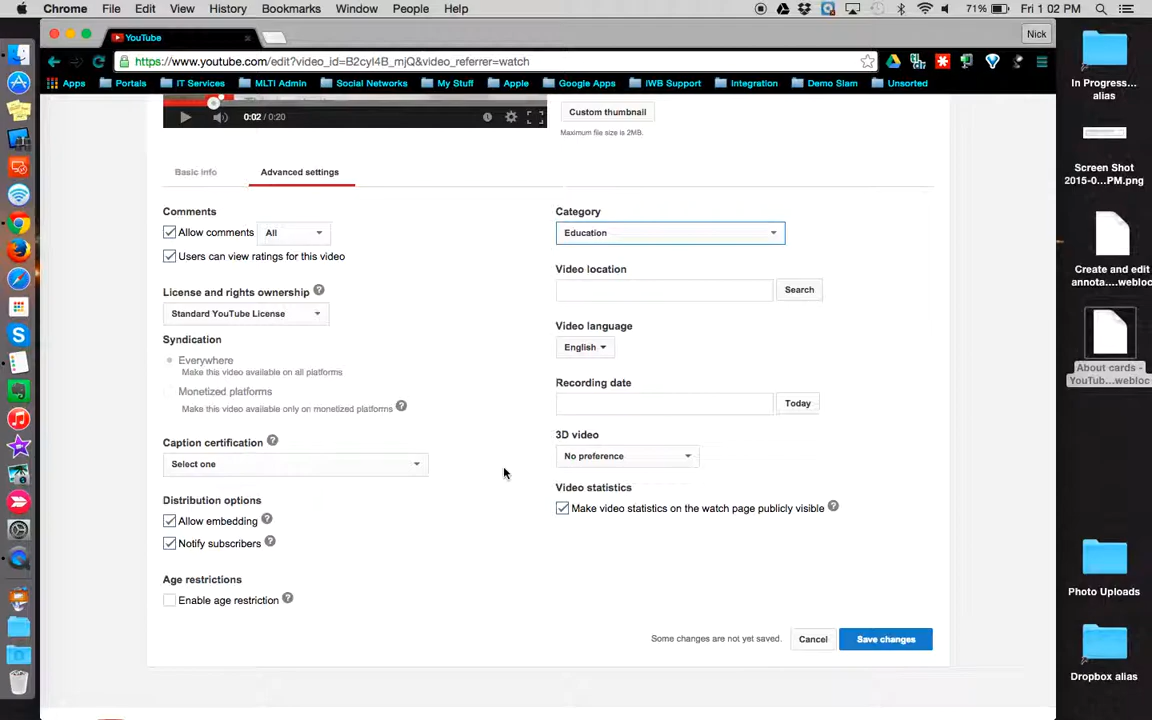 Chrome File Edit View History Bookmarks Window People Help 71% Fri 1:02 PM
YouTube Nick
https://www.youtube.com/edit?video_id=B2cyl4B_mjQ&video_referrer=watch
Apps Portals IT Services MLTI Admin Social Networks My Stuff Apple Google Apps IWB Support Integration Demo Slam Unsorted
In Progress... alias
0:02 / 0:20
Custom thumbnail
Maximum file size is 2MB.
Screen Shot
2015-0...PM.png
Basic info Advanced settings
Comments
Allow comments All
Users can view ratings for this video
License and rights ownership ?
Standard YouTube License
Syndication
Everywhere
Make this video available on all platforms
Monetized platforms
Make this video available only on monetized platforms ?
Caption certification ?
Select one
Distribution options
Allow embedding ?
Notify subscribers ?
Age restrictions
Enable age restriction ?
Category
Education
Video location
Search
Video language
English
Recording date
Today
3D video
No preference
Video statistics
Make video statistics on the watch page publicly visible ?
Some changes are not yet saved. Cancel Save changes
Create and edit
annota....webloc
About cards -
YouTub...webloc
Photo Uploads
Dropbox alias